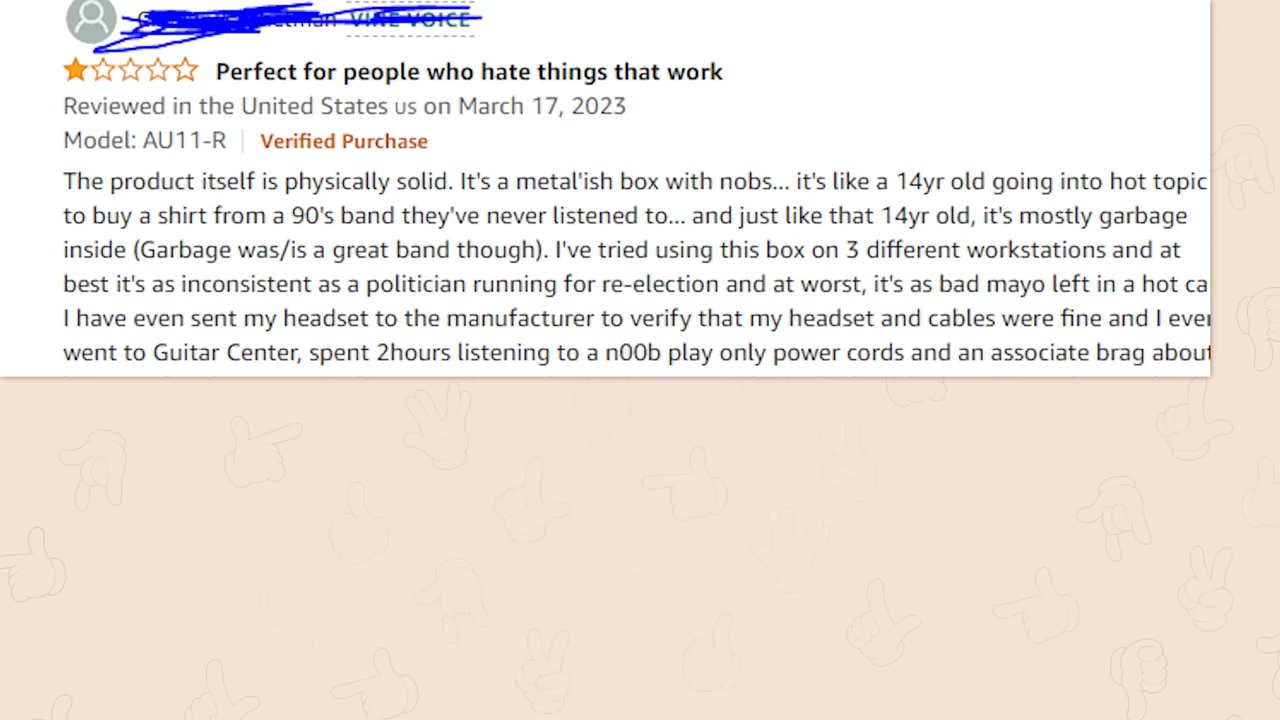 VINE VOICE
Perfect for people who hate things that work
Reviewed in the United States us on March 17, 2023
Model: AU11-R Verified Purchase
The product itself is physically solid. It's a metal'ish box with nobs... it's like a 14yr old going into hot topic
to buy a shirt from a 90's band they've never listened to... and just like that 14yr old, it's mostly garbage
inside (Garbage was/is a great band though). I've tried using this box on 3 different workstations and at
best it's as inconsistent as a politician running for re-election and at worst, it's as bad mayo left in a hot ca
I have even sent my headset to the manufacturer to verify that my headset and cables were fine and I even
went to Guitar Center, spent 2hours listening to a n00b play only power cords and an associate brag about